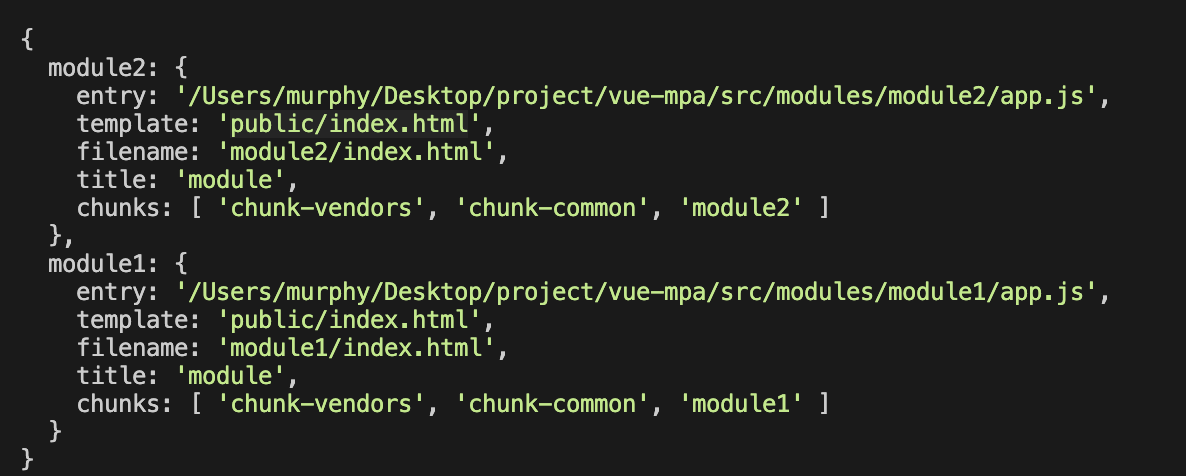 {
  module2: {
    entry: '/Users/murphy/Desktop/project/vue-mpa/src/modules/module2/app.js',
    template: 'public/index.html',
    filename: 'module2/index.html',
    title: 'module',
    chunks: [ 'chunk-vendors', 'chunk-common', 'module2' ]
  },
  module1: {
    entry: '/Users/murphy/Desktop/project/vue-mpa/src/modules/module1/app.js',
    template: 'public/index.html',
    filename: 'module1/index.html',
    title: 'module',
    chunks: [ 'chunk-vendors', 'chunk-common', 'module1' ]
  }
}